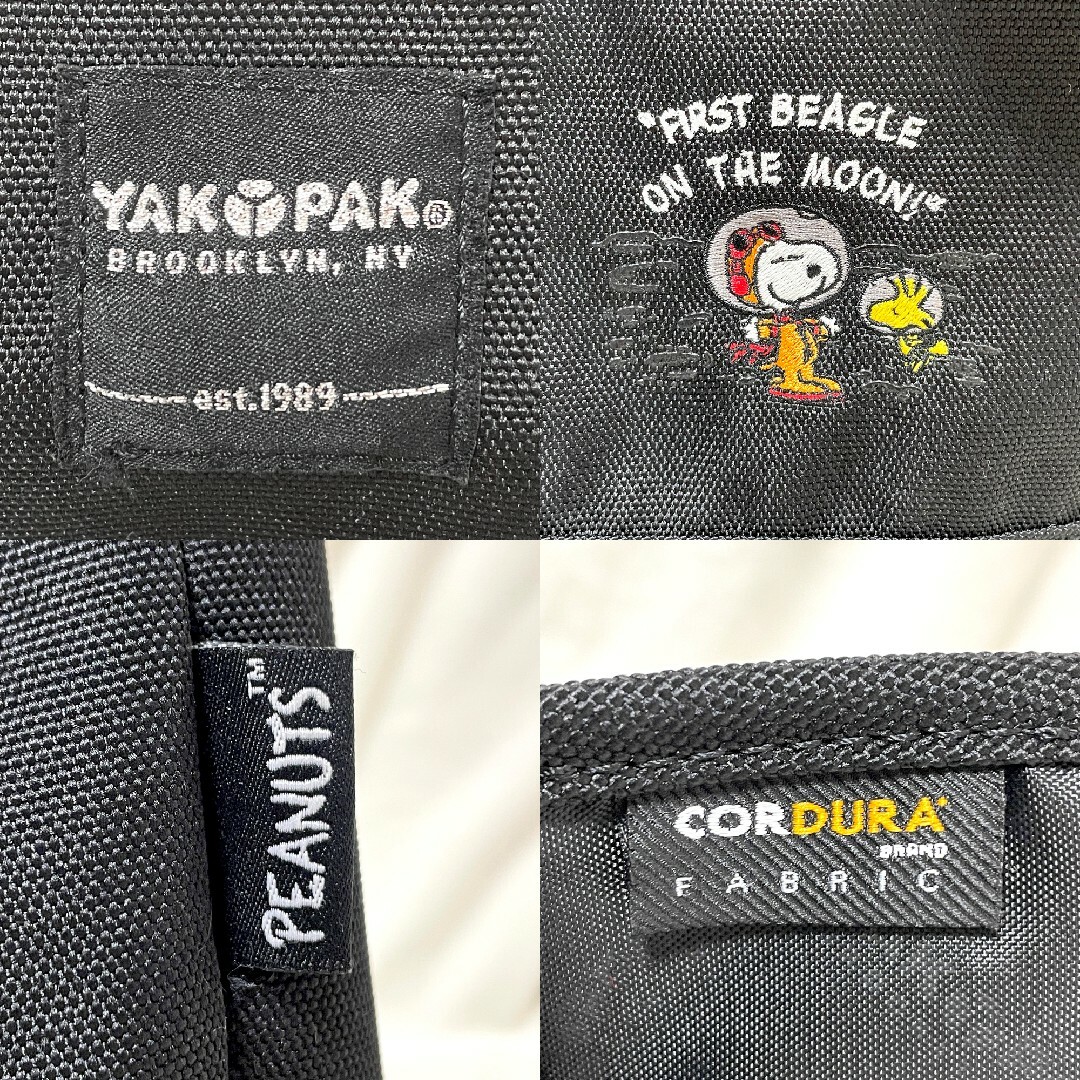 YAK PAK®
BROOKLYN, NY
est.1989
"FIRST BEAGLE
ON THE MOON!"
PEANUTS™
CORDURA®
BRAND
FABRIC